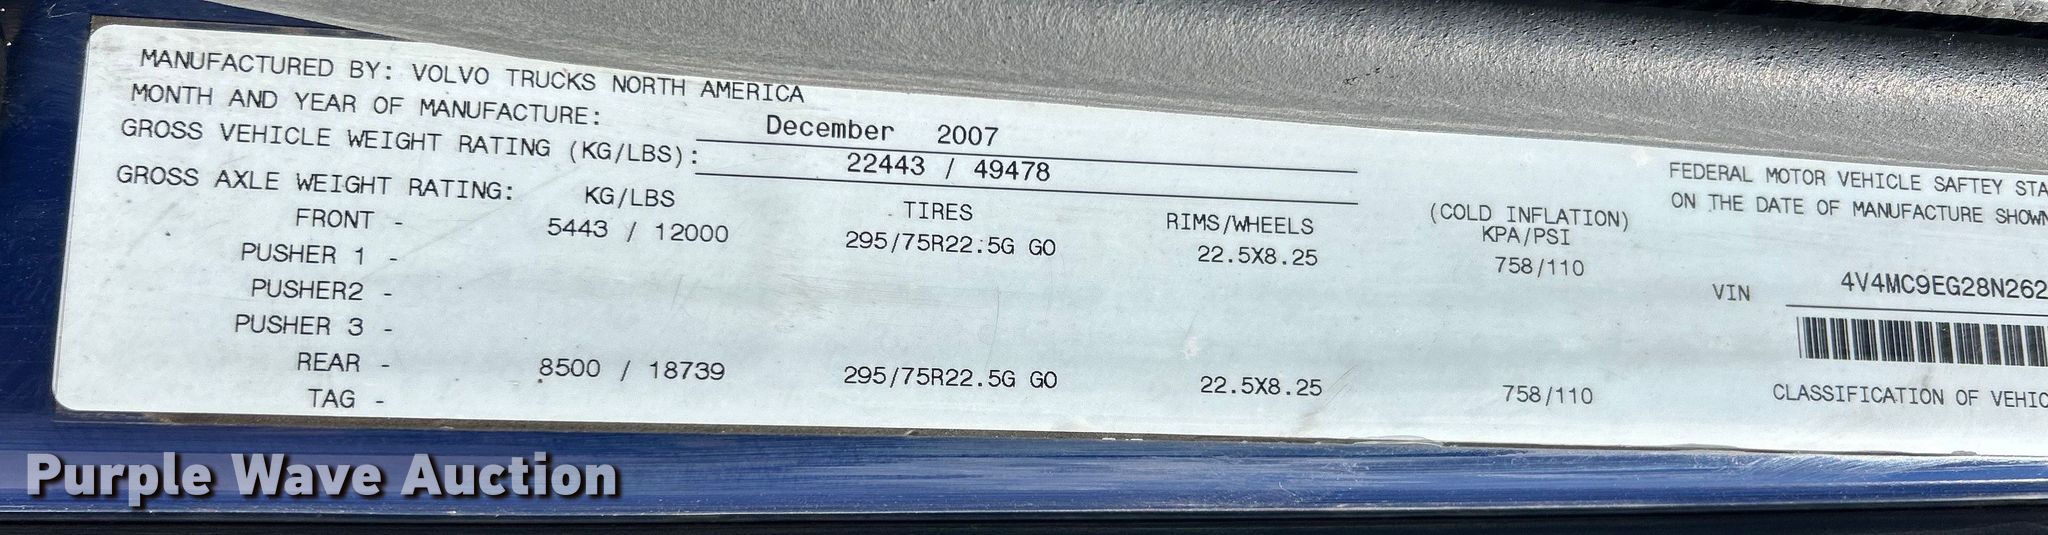 MANUFACTURED BY: VOLVO TRUCKS NORTH AMERICA
MONTH AND YEAR OF MANUFACTURE: December 2007
GROSS VEHICLE WEIGHT RATING (KG/LBS): 22443 / 49478
GROSS AXLE WEIGHT RATING: KG/LBS TIRES RIMS/WHEELS (COLD INFLATION) KPA/PSI
FRONT - 5443 / 12000 295/75R22.5G GO 22.5X8.25 758/110
PUSHER 1 -
PUSHER2 -
PUSHER 3 -
REAR - 8500 / 18739 295/75R22.5G GO 22.5X8.25 758/110
TAG -
FEDERAL MOTOR VEHICLE SAFTEY STA
ON THE DATE OF MANUFACTURE SHOWN
VIN 4V4MC9EG28N262
CLASSIFICATION OF VEHIC
Purple Wave Auction